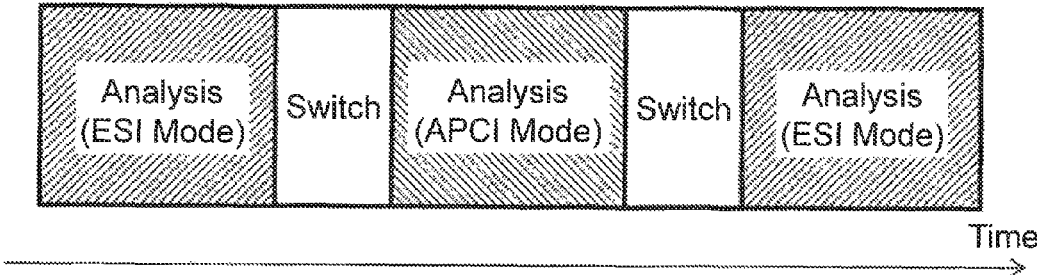 Analysis
(ESI Mode)
Switch
Analysis
(APCI Mode)
Switch
Analysis
(ESI Mode)
Time